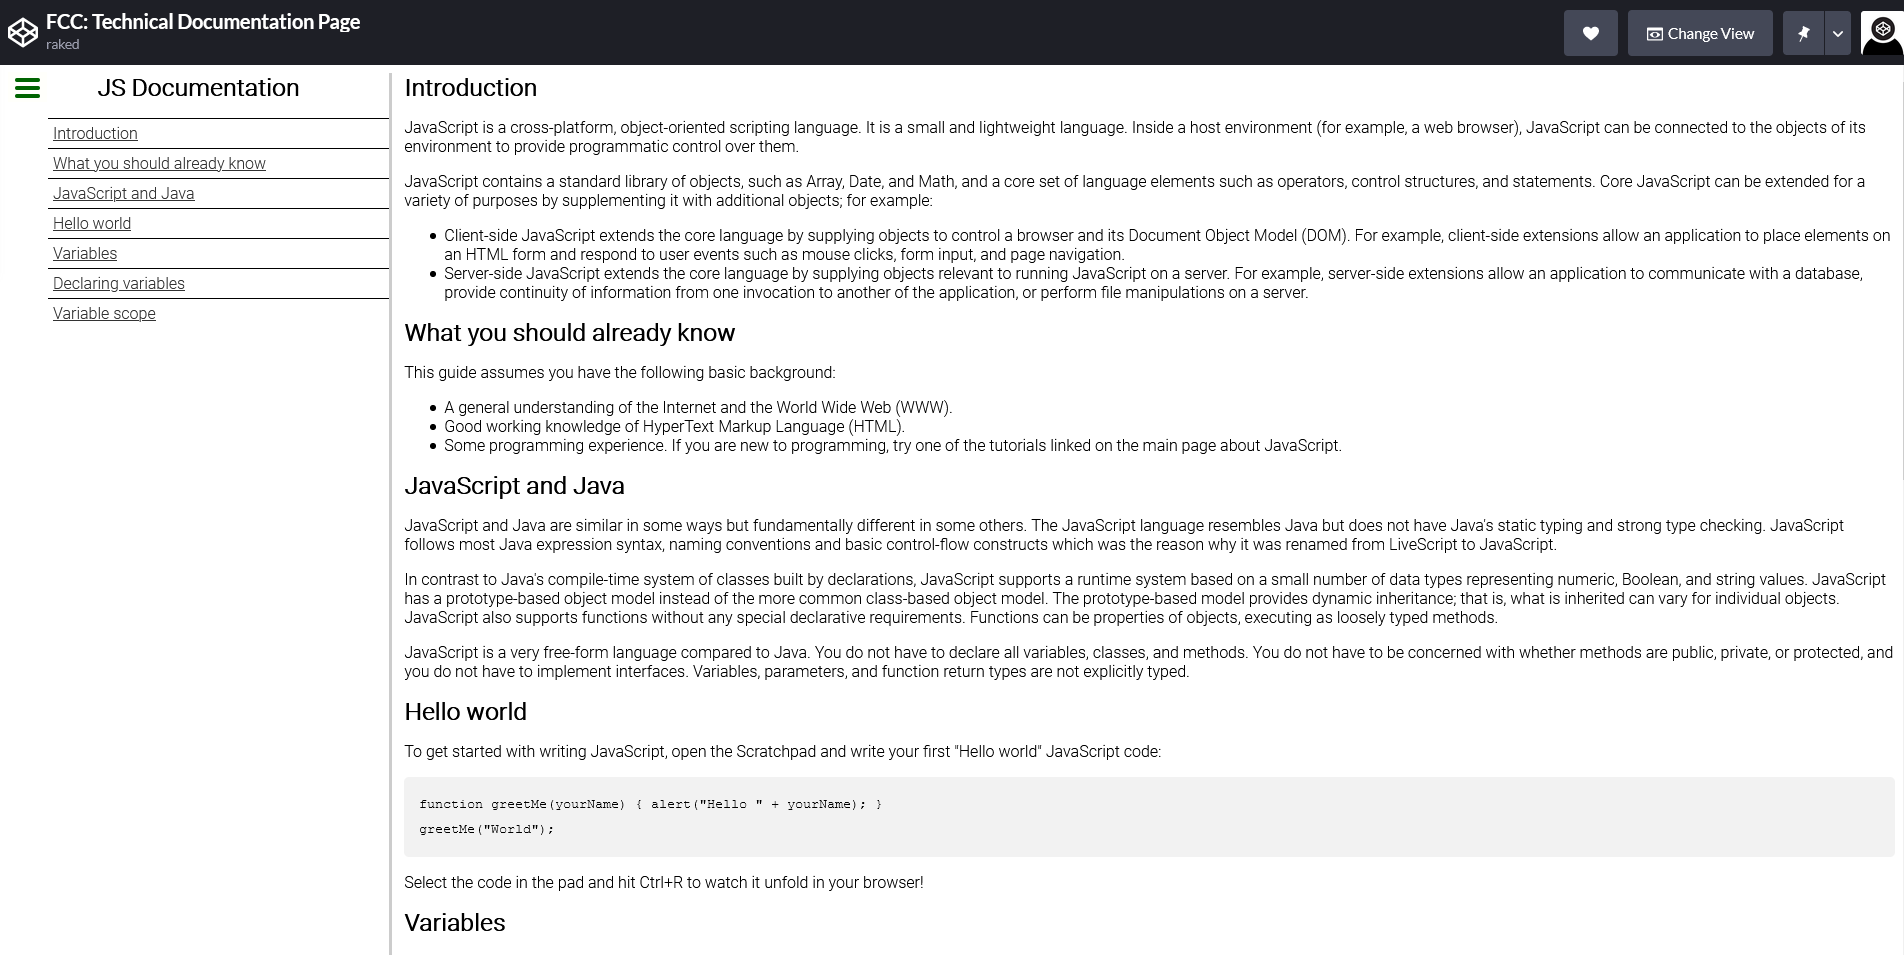 FCC: Technical Documentation Page
raked
Change View
JS Documentation
Introduction
What you should already know
JavaScript and Java
Hello world
Variables
Declaring variables
Variable scope
Introduction
JavaScript is a cross-platform, object-oriented scripting language. It is a small and lightweight language. Inside a host environment (for example, a web browser), JavaScript can be connected to the objects of its
environment to provide programmatic control over them.
JavaScript contains a standard library of objects, such as Array, Date, and Math, and a core set of language elements such as operators, control structures, and statements. Core JavaScript can be extended for a
variety of purposes by supplementing it with additional objects; for example:
Client-side JavaScript extends the core language by supplying objects to control a browser and its Document Object Model (DOM). For example, client-side extensions allow an application to place elements on
an HTML form and respond to user events such as mouse clicks, form input, and page navigation.
Server-side JavaScript extends the core language by supplying objects relevant to running JavaScript on a server. For example, server-side extensions allow an application to communicate with a database,
provide continuity of information from one invocation to another of the application, or perform file manipulations on a server.
What you should already know
This guide assumes you have the following basic background:
A general understanding of the Internet and the World Wide Web (WWW).
Good working knowledge of HyperText Markup Language (HTML).
Some programming experience. If you are new to programming, try one of the tutorials linked on the main page about JavaScript.
JavaScript and Java
JavaScript and Java are similar in some ways but fundamentally different in some others. The JavaScript language resembles Java but does not have Java's static typing and strong type checking. JavaScript
follows most Java expression syntax, naming conventions and basic control-flow constructs which was the reason why it was renamed from LiveScript to JavaScript.
In contrast to Java's compile-time system of classes built by declarations, JavaScript supports a runtime system based on a small number of data types representing numeric, Boolean, and string values. JavaScript
has a prototype-based object model instead of the more common class-based object model. The prototype-based model provides dynamic inheritance; that is, what is inherited can vary for individual objects.
JavaScript also supports functions without any special declarative requirements. Functions can be properties of objects, executing as loosely typed methods.
JavaScript is a very free-form language compared to Java. You do not have to declare all variables, classes, and methods. You do not have to be concerned with whether methods are public, private, or protected, and
you do not have to implement interfaces. Variables, parameters, and function return types are not explicitly typed.
Hello world
To get started with writing JavaScript, open the Scratchpad and write your first "Hello world" JavaScript code:
function greetMe(yourName) { alert("Hello " + yourName); }
greetMe("World");
Select the code in the pad and hit Ctrl+R to watch it unfold in your browser!
Variables